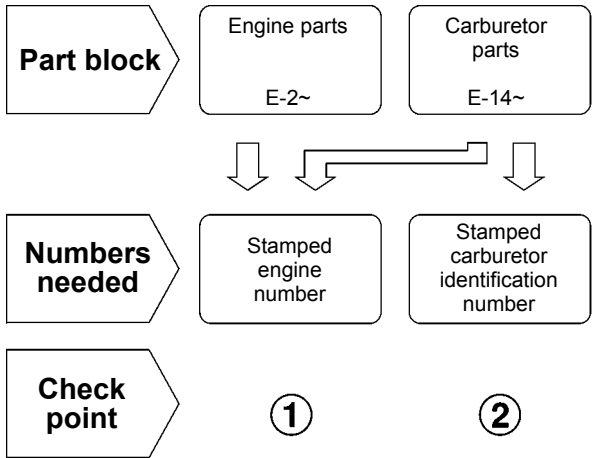 Part block
Engine parts
E-2~
Carburetor
parts
E-14~
Numbers
needed
Stamped
engine
number
Stamped
carburetor
identification
number
Check
point
①
②